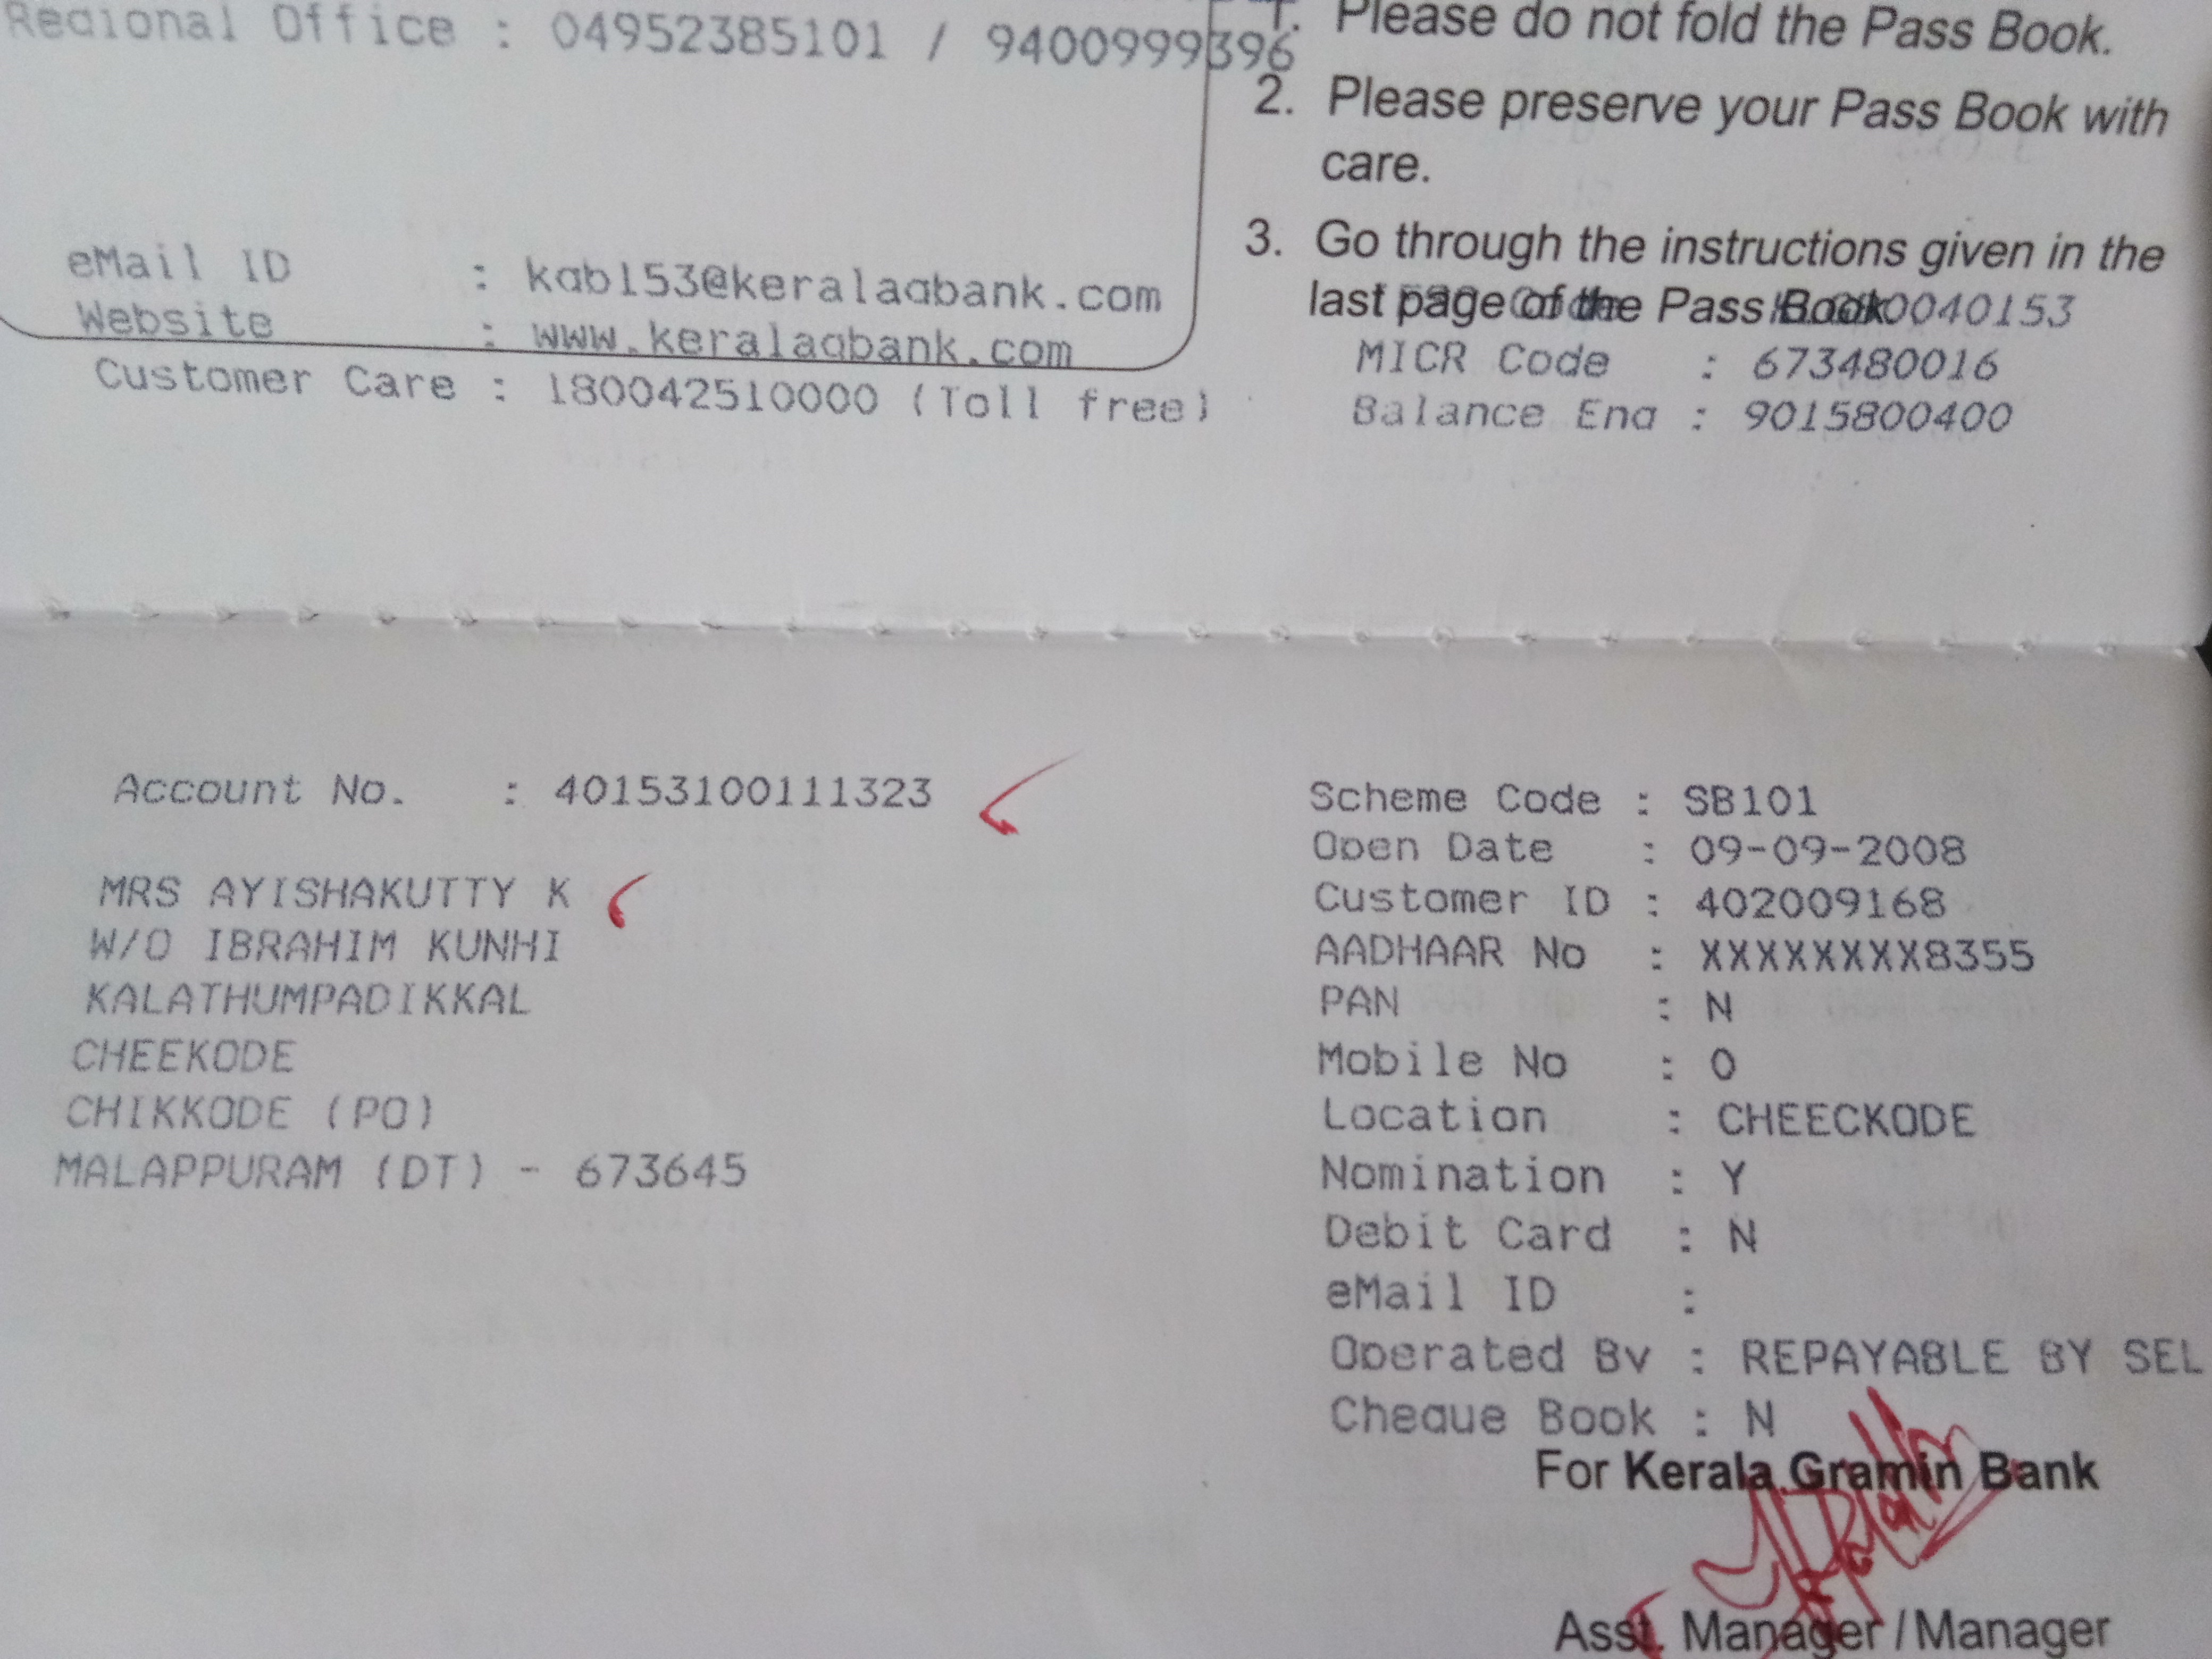 Regional Office : 04952385101 / 9400999396
eMail ID : kgb153@keralagbank.com
Website : www.keralagbank.com
Customer Care : 180042510000 (Toll free)
1. Please do not fold the Pass Book.
2. Please preserve your Pass Book with
care.
3. Go through the instructions given in the
last page of the Pass Book.
MICR Code : 673480016
Balance Enq : 9015800400
Account No. : 40153100111323
MRS AYISHAKUTTY K
W/O IBRAHIM KUNHI
KALATHUMPADIKKAL
CHEEKODE
CHIKKODE (PO)
MALAPPURAM (DT) - 673645
Scheme Code : SB101
Open Date : 09-09-2008
Customer ID : 402009168
AADHAAR No : XXXXXXXX8355
PAN : N
Mobile No : 0
Location : CHEECKODE
Nomination : Y
Debit Card : N
eMail ID :
Operated By : REPAYABLE BY SEL
Cheque Book : N
For Kerala Gramin Bank
Asst. Manager / Manager